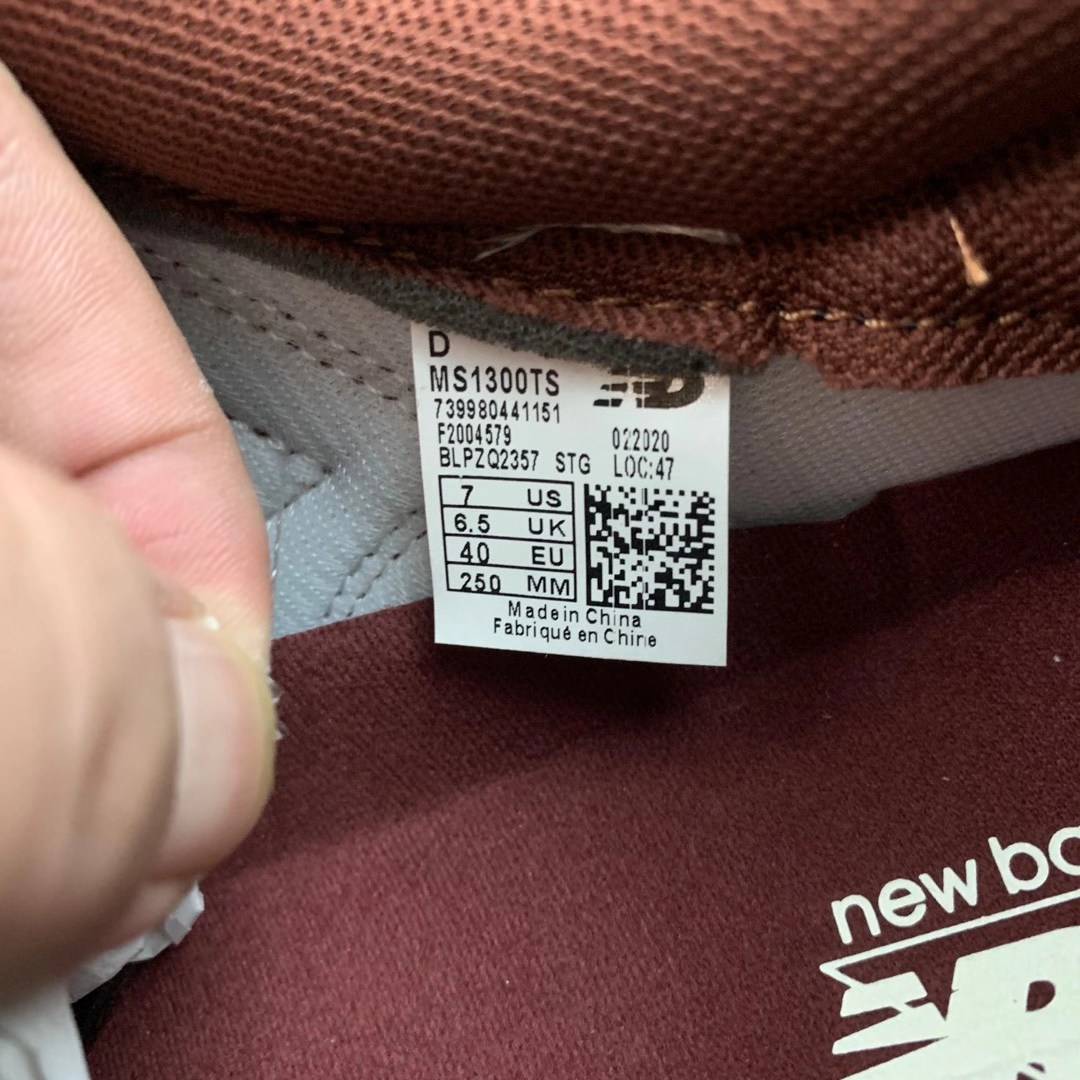 D
MS1300TS
739980441151
F2004579 022020
BLPZQ2357 STG LOC:47
7 US
6.5 UK
40 EU
250 MM
Made in China
Fabriqué en Chine
new ba